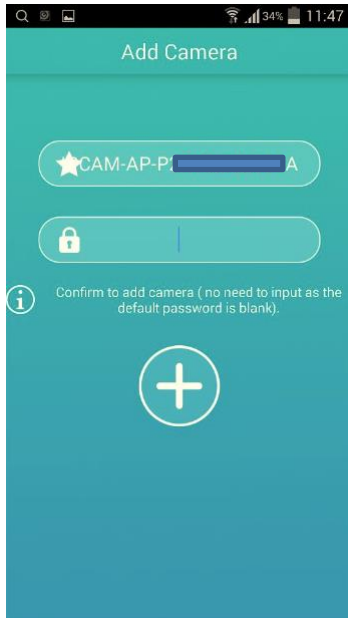 34% 11:47
Add Camera
CAM-AP-P2 A
Confirm to add camera ( no need to input as the
default password is blank).